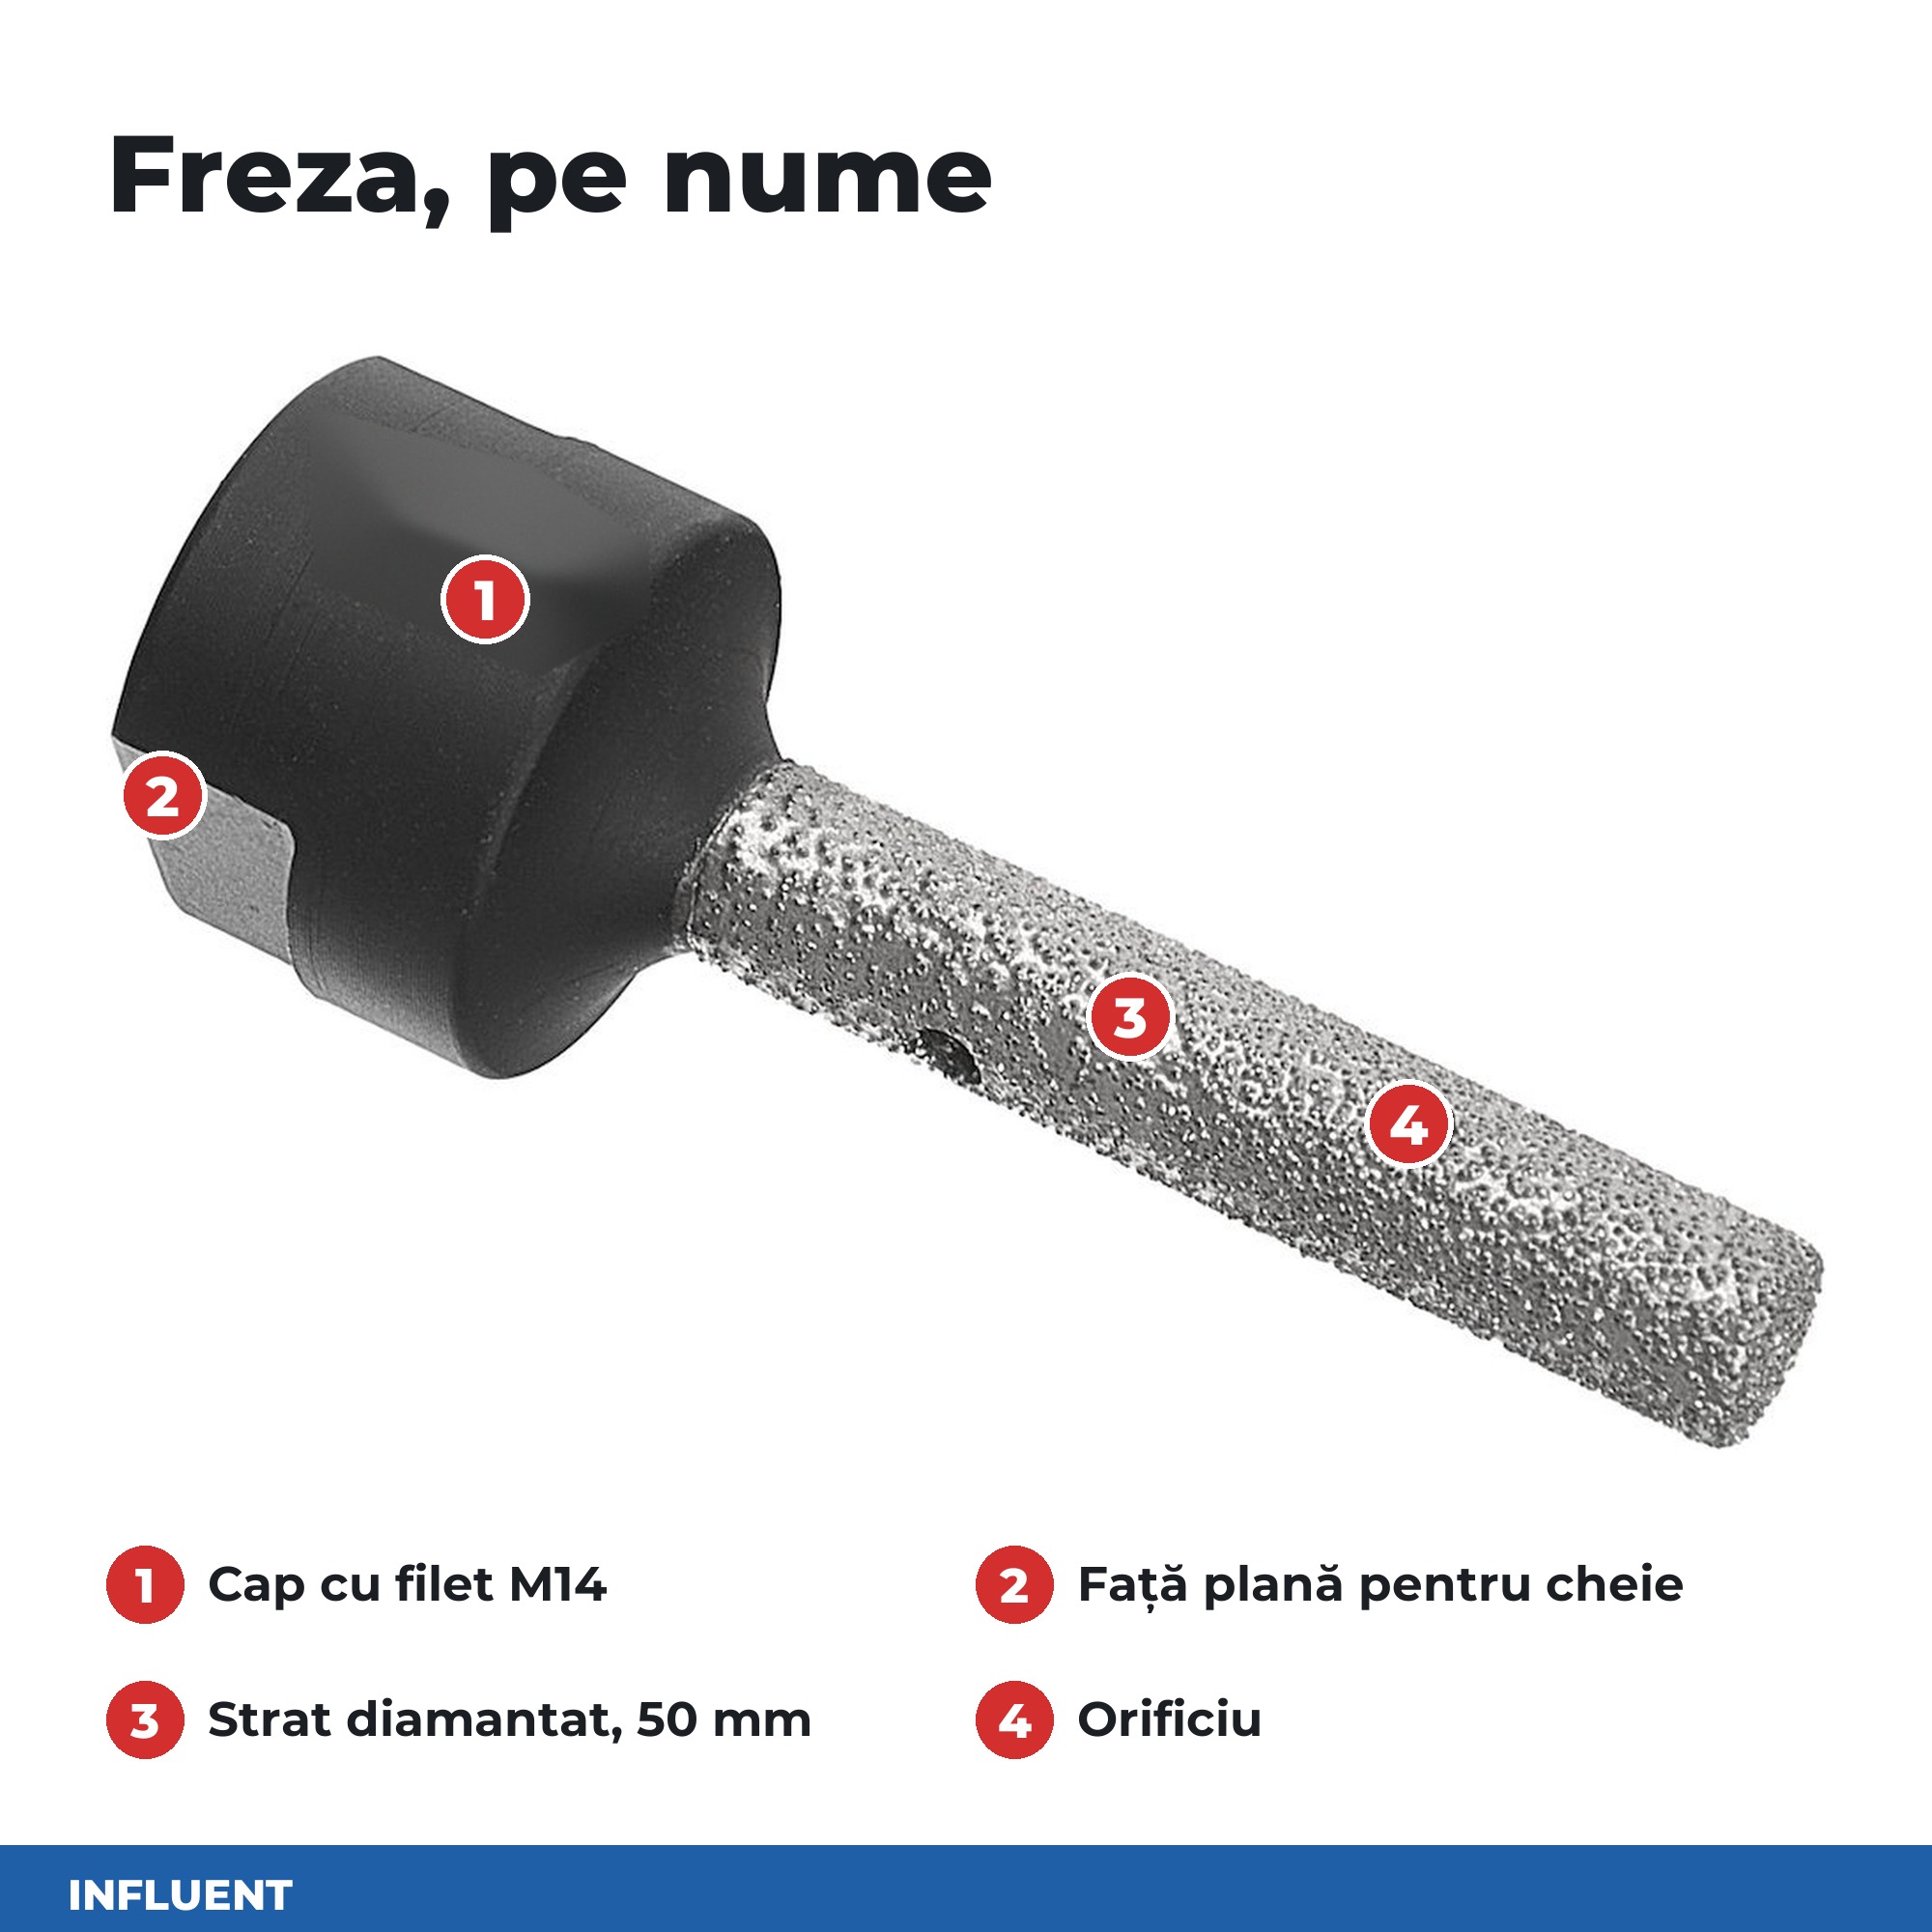 Freza, pe nume
1
2
3
4
1 Cap cu filet M14
2 Față plană pentru cheie
3 Strat diamantat, 50 mm
4 Orificiu
INFLUENT